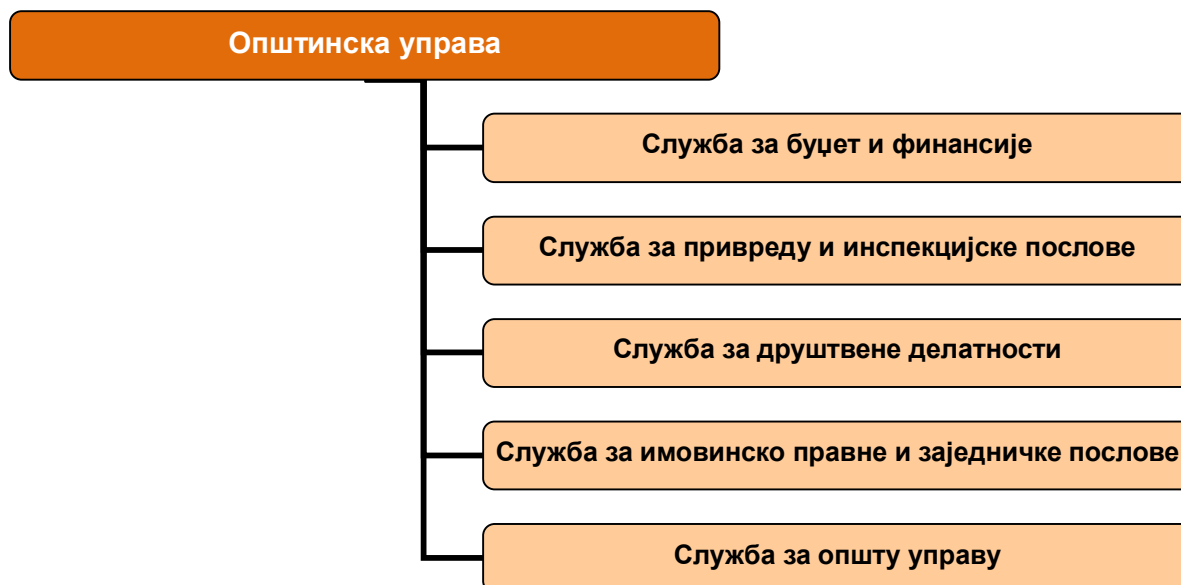 Општинска управа
Служба за буџет и финансије
Служба за привреду и инспекцијске послове
Служба за друштвене делатности
Служба за имовинско правне и заједничке послове
Служба за општу управу